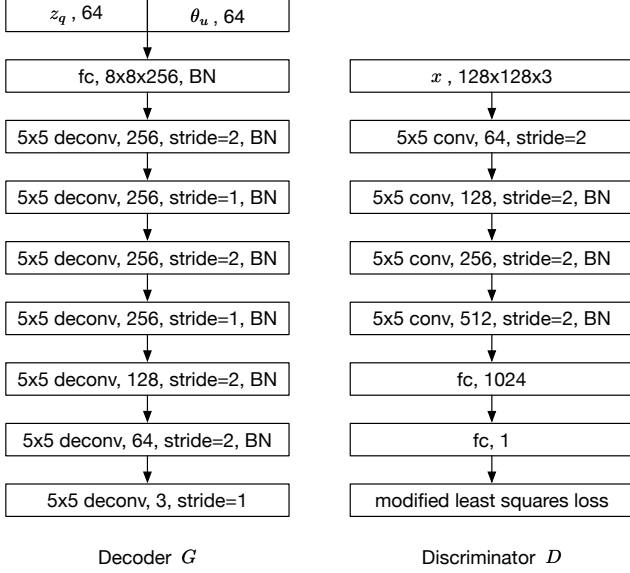 z_q , 64
θ_u , 64
fc, 8x8x256, BN
5x5 deconv, 256, stride=2, BN
5x5 deconv, 256, stride=1, BN
5x5 deconv, 256, stride=2, BN
5x5 deconv, 256, stride=1, BN
5x5 deconv, 128, stride=2, BN
5x5 deconv, 64, stride=2, BN
5x5 deconv, 3, stride=1
Decoder G
x , 128x128x3
5x5 conv, 64, stride=2
5x5 conv, 128, stride=2, BN
5x5 conv, 256, stride=2, BN
5x5 conv, 512, stride=2, BN
fc, 1024
fc, 1
modified least squares loss
Discriminator D